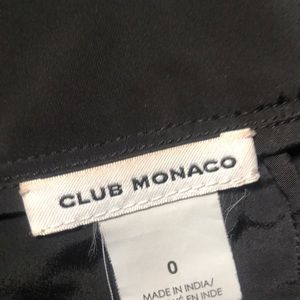 CLUB MONACO
0
MADE IN INDIA/
EN INDE